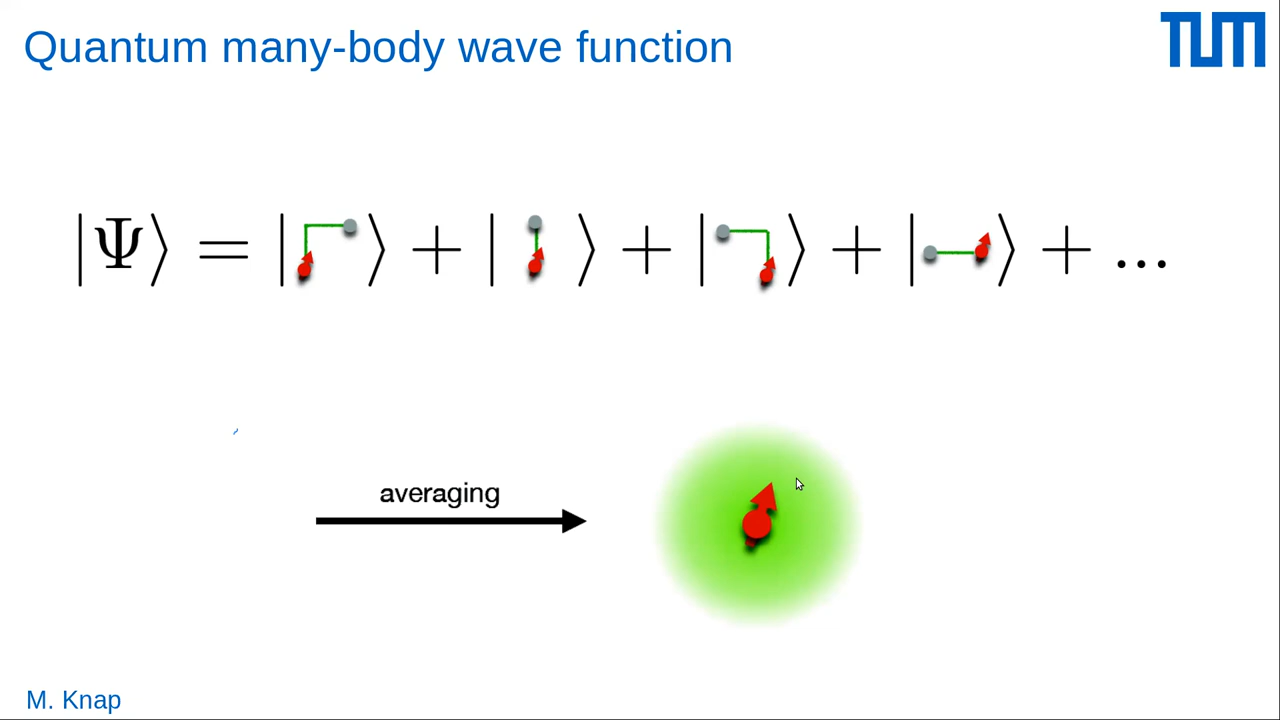 Quantum many-body wave function
TUM
|Ψ⟩ = | ⟩ + | ⟩ + | ⟩ + | ⟩ + ...
averaging
M. Knap